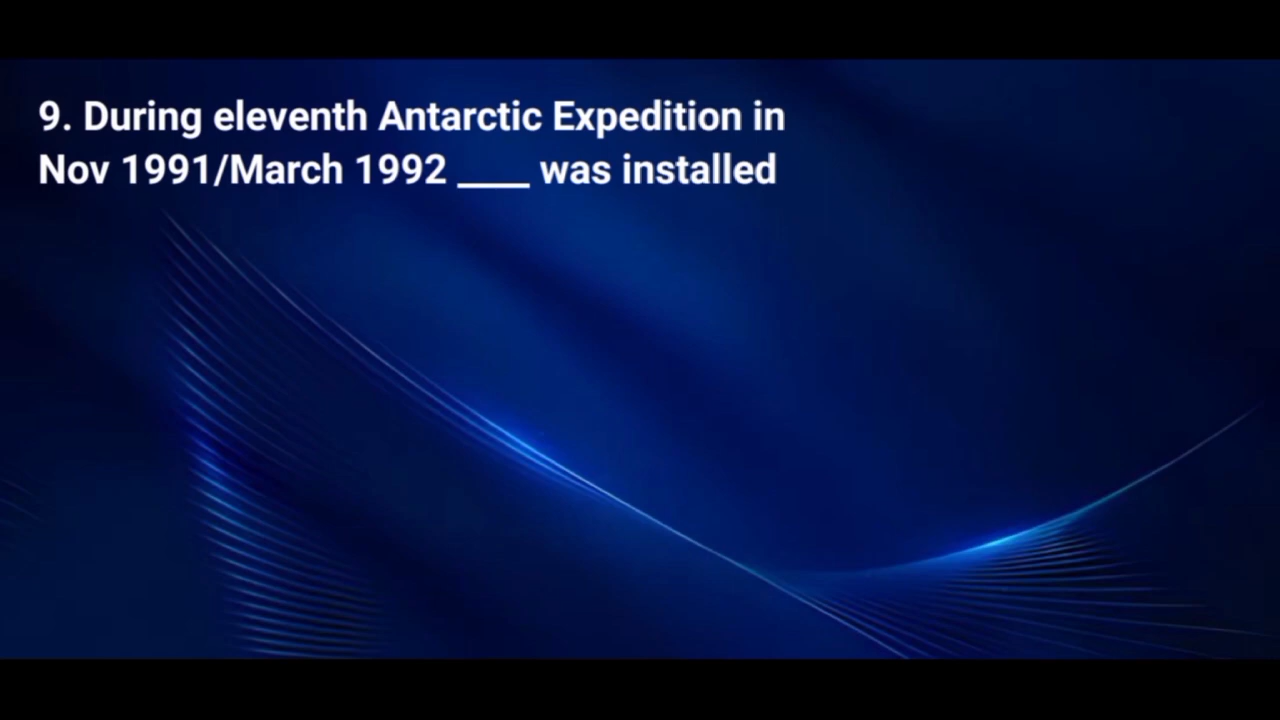 9. During eleventh Antarctic Expedition in
Nov 1991/March 1992 ____ was installed